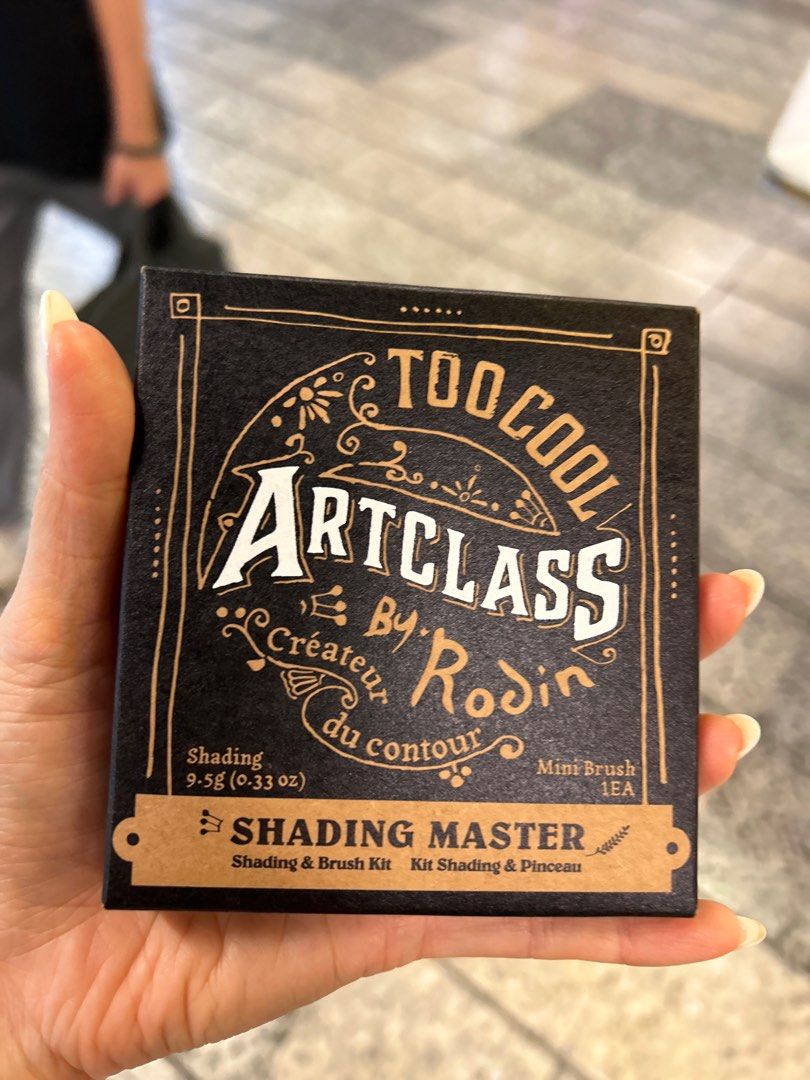 TOO COOL
ARTCLASS
By. Rodin
Créateur
du contour
Shading
9.5g (0.33 oz)
Mini Brush
1EA
SHADING MASTER
Shading & Brush Kit Kit Shading & Pinceau